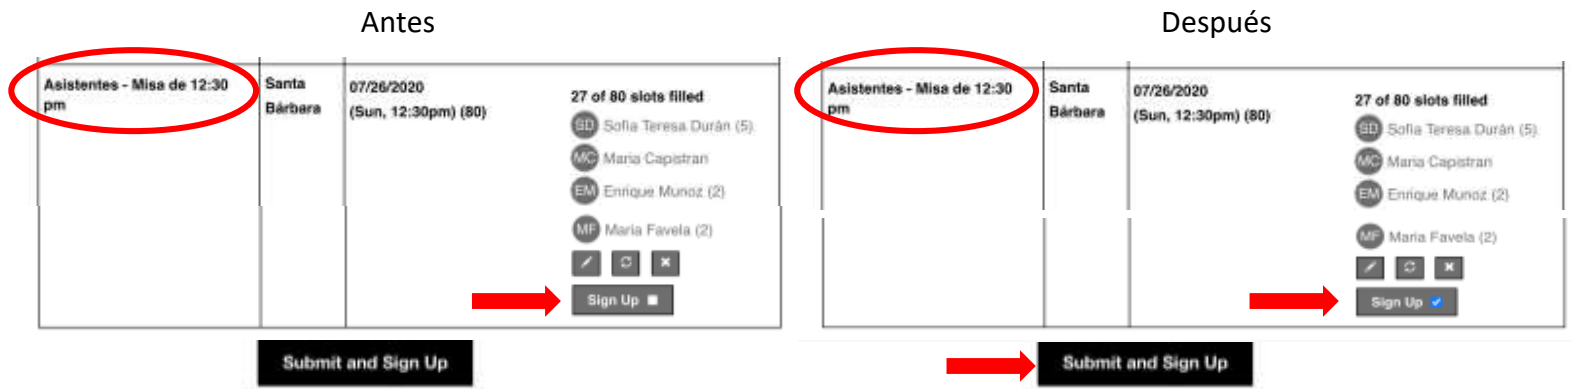 Antes
Asistentes - Misa de 12:30
pm
Santa
Bárbara
07/26/2020
(Sun, 12:30pm) (80)
27 of 80 slots filled
SD Sofia Teresa Durán (5)
MC Maria Capistran
EM Enrique Munoz (2)
MF Maria Favela (2)
Sign Up
Submit and Sign Up
Después
Asistentes - Misa de 12:30
pm
Santa
Bárbara
07/26/2020
(Sun, 12:30pm) (80)
27 of 80 slots filled
SD Sofia Teresa Durán (5)
MC Maria Capistran
EM Enrique Munoz (2)
MF Maria Favela (2)
Sign Up
Submit and Sign Up